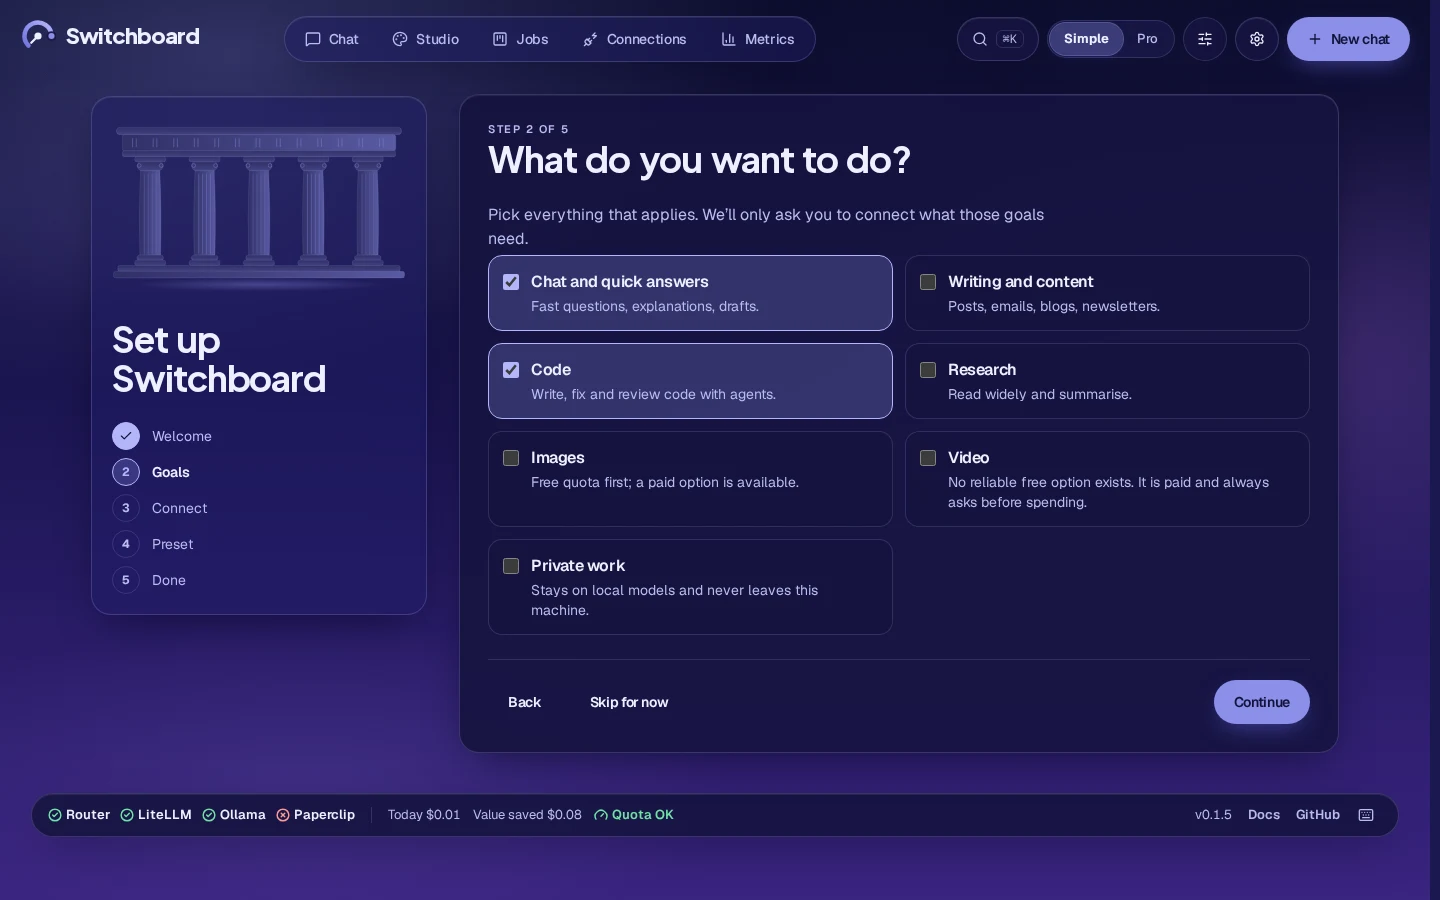 Switchboard
Chat
Studio
Jobs
Connections
Metrics
⌘K
Simple
Pro
New chat
Set up
Switchboard
Welcome
2 Goals
3 Connect
4 Preset
5 Done
STEP 2 OF 5
What do you want to do?
Pick everything that applies. We’ll only ask you to connect what those goals
need.
Chat and quick answers
Fast questions, explanations, drafts.
Writing and content
Posts, emails, blogs, newsletters.
Code
Write, fix and review code with agents.
Research
Read widely and summarise.
Images
Free quota first; a paid option is available.
Video
No reliable free option exists. It is paid and always
asks before spending.
Private work
Stays on local models and never leaves this
machine.
Back
Skip for now
Continue
Router
LiteLLM
Ollama
Paperclip
Today $0.01
Value saved $0.08
Quota OK
v0.1.5
Docs
GitHub